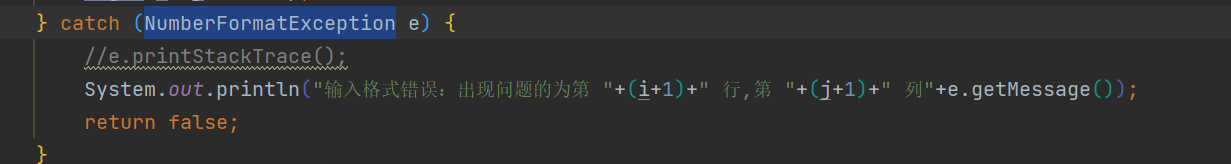 } catch (NumberFormatException e) {
//e.printStackTrace();
System.out.println("输入格式错误：出现问题的为第 "+(i+1)+" 行,第 "+(j+1)+" 列"+e.getMessage());
return false;
}